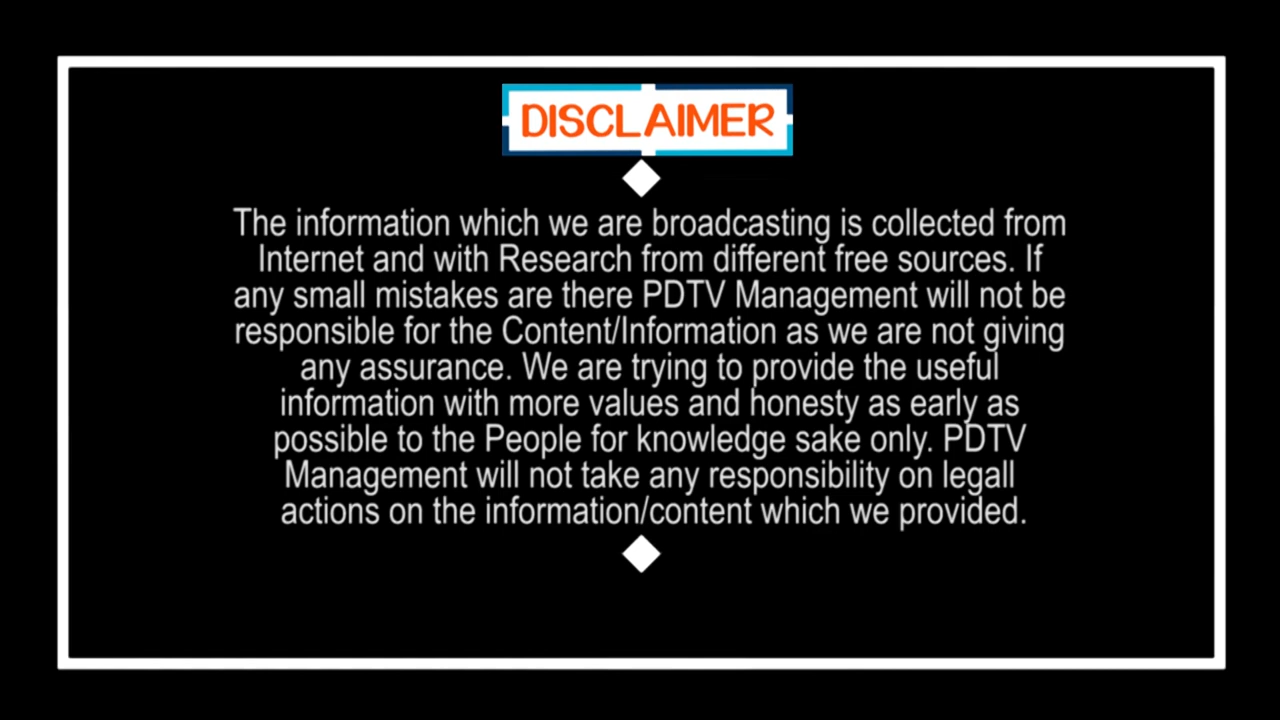 DISCLAIMER
The information which we are broadcasting is collected from
Internet and with Research from different free sources. If
any small mistakes are there PDTV Management will not be
responsible for the Content/Information as we are not giving
any assurance. We are trying to provide the useful
information with more values and honesty as early as
possible to the People for knowledge sake only. PDTV
Management will not take any responsibility on legall
actions on the information/content which we provided.